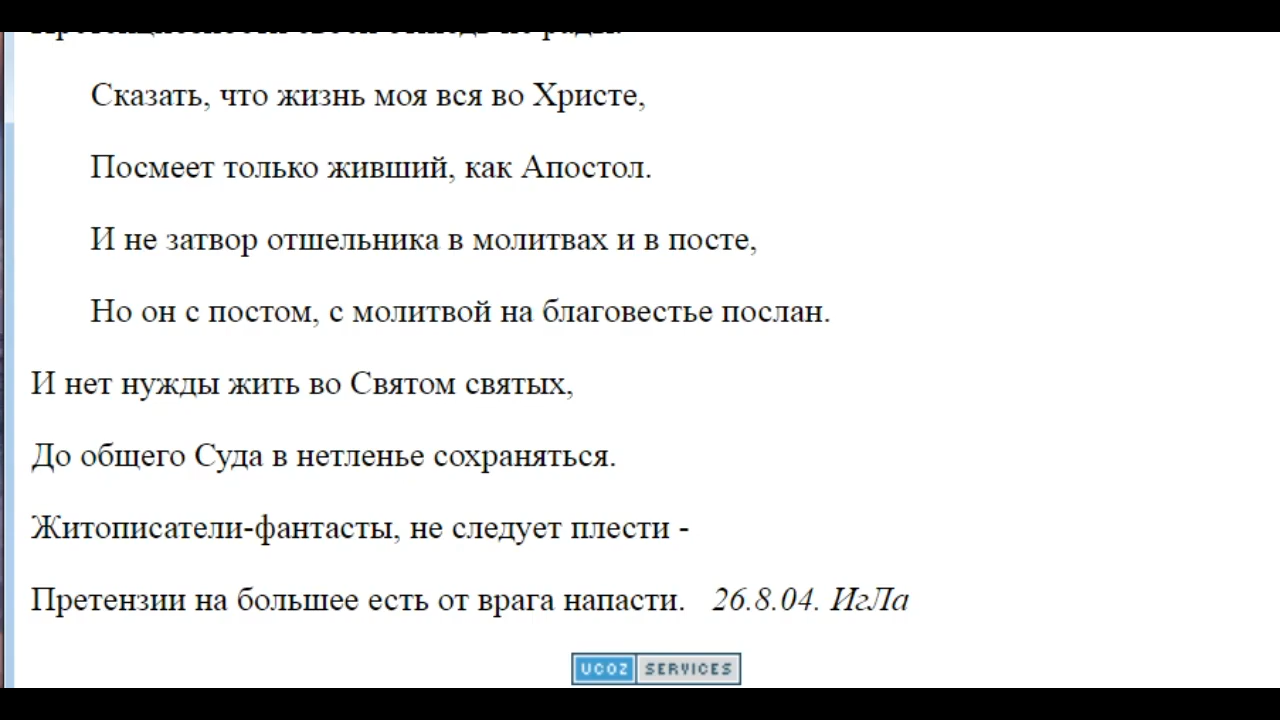 Сказать, что жизнь моя вся во Христе,
Посмеет только живший, как Апостол.
И не затвор отшельника в молитвах и в посте,
Но он с постом, с молитвой на благовестье послан.
И нет нужды жить во Святом святых,
До общего Суда в нетленье сохраняться.
Житописатели-фантасты, не следует плести -
Претензии на большее есть от врага напасти. 26.8.04. ИгЛа
UCOZ SERVICES